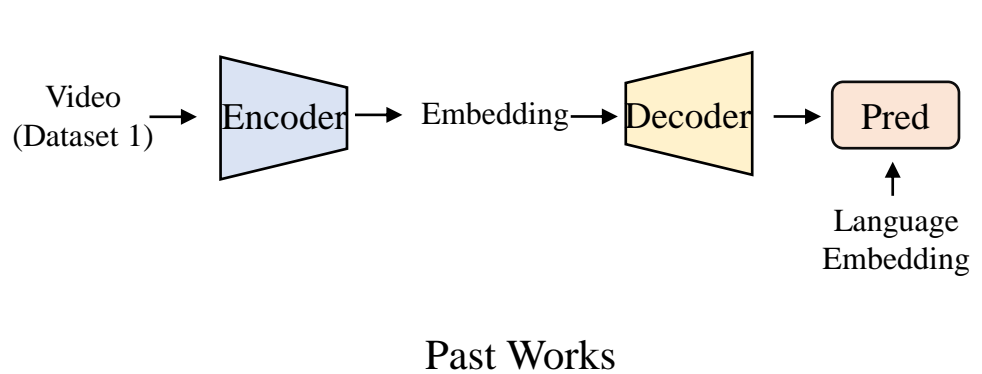 Video
(Dataset 1)
Encoder
Embedding
Decoder
Pred
Language
Embedding
Past Works